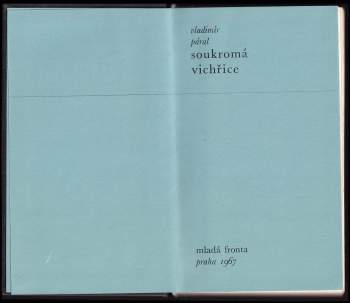 vladimír
páral
soukromá
vichřice
mladá fronta
praha 1967